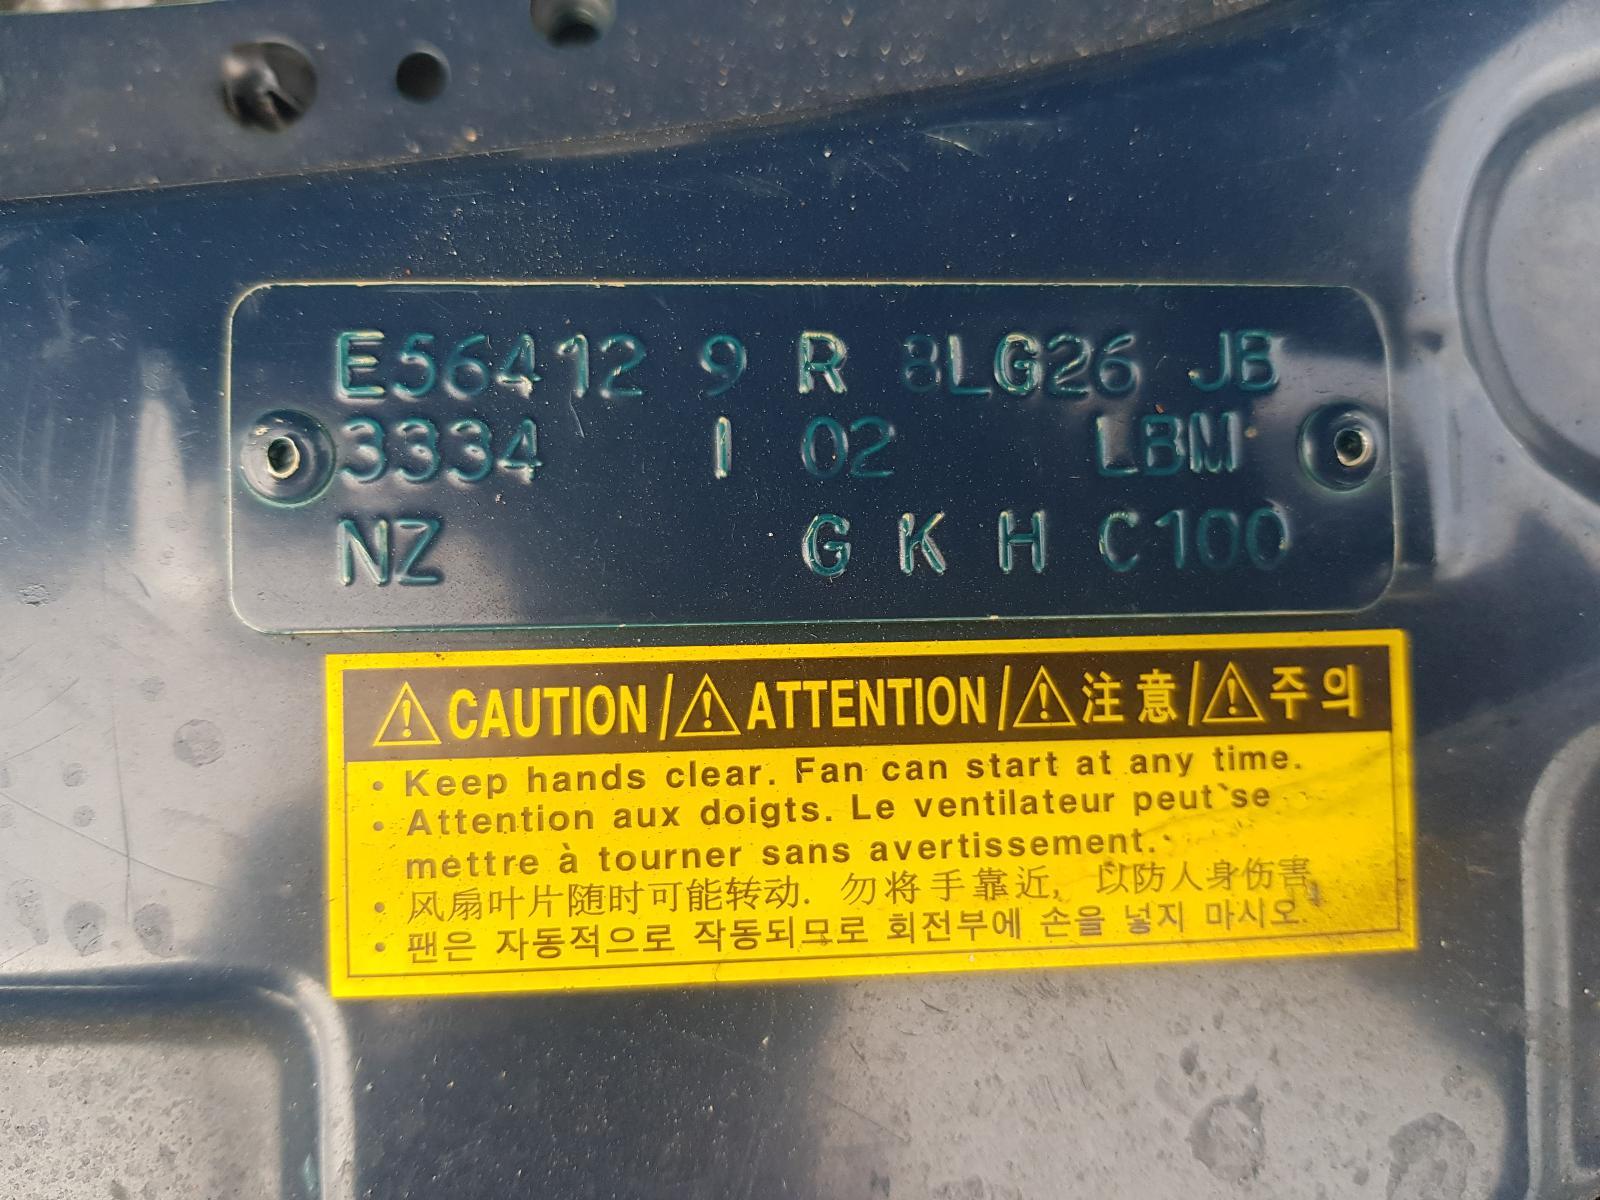 E56412 9 R 8LG26 JB
3334 I 02 LBM
NZ G K H C100
CAUTION / ATTENTION / 注意 / 주의
• Keep hands clear. Fan can start at any time.
• Attention aux doigts. Le ventilateur peut`se
mettre à tourner sans avertissement.
• 风扇叶片随时可能转动. 勿将手靠近, 以防人身伤害.
• 팬은 자동적으로 작동되므로 회전부에 손을 넣지 마시오.